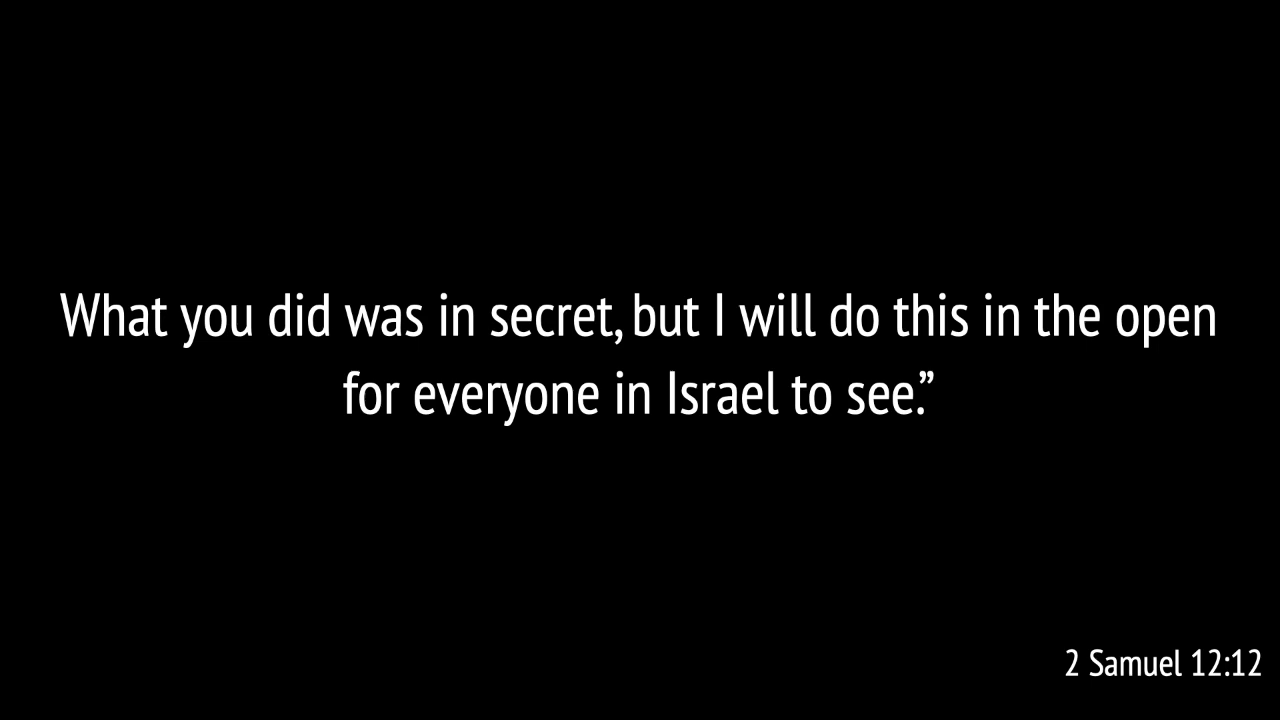 What you did was in secret, but I will do this in the open
for everyone in Israel to see.”
2 Samuel 12:12